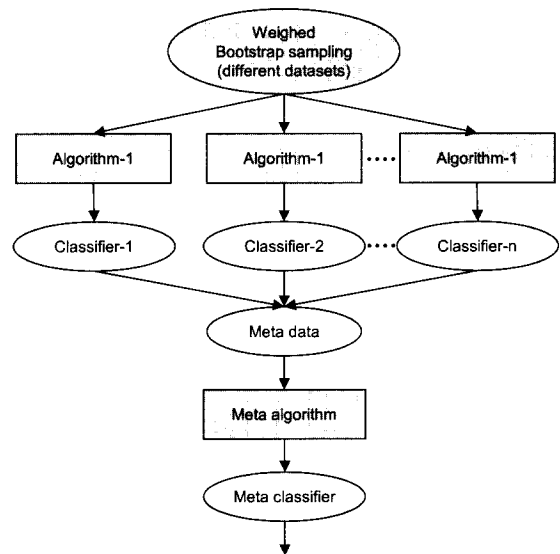 Weighed
Bootstrap sampling
(different datasets)
Algorithm-1
Algorithm-1
Algorithm-1
Classifier-1
Classifier-2
Classifier-n
Meta data
Meta algorithm
Meta classifier